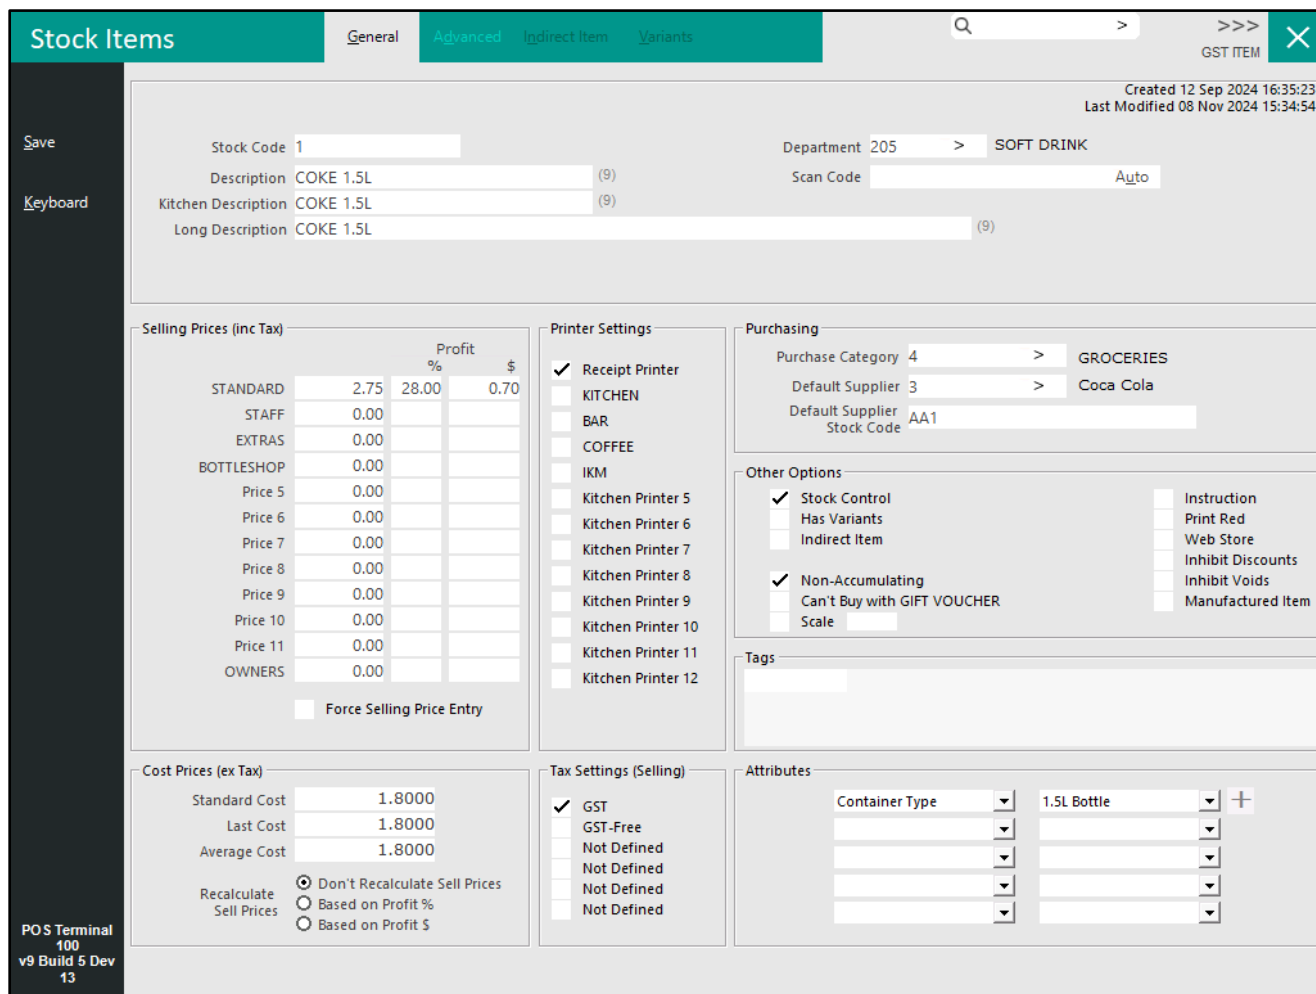 Stock Items
General Advanced Indirect Item Variants
> >>>
GST ITEM
Save
Keyboard
Created 12 Sep 2024 16:35:23
Last Modified 08 Nov 2024 15:34:54
Stock Code 1
Department 205 > SOFT DRINK
Description COKE 1.5L (9)
Scan Code Auto
Kitchen Description COKE 1.5L (9)
Long Description COKE 1.5L (9)
Selling Prices (inc Tax)
Profit
% $
STANDARD 2.75 28.00 0.70
STAFF 0.00
EXTRAS 0.00
BOTTLESHOP 0.00
Price 5 0.00
Price 6 0.00
Price 7 0.00
Price 8 0.00
Price 9 0.00
Price 10 0.00
Price 11 0.00
OWNERS 0.00
Force Selling Price Entry
Printer Settings
Receipt Printer
KITCHEN
BAR
COFFEE
IKM
Kitchen Printer 5
Kitchen Printer 6
Kitchen Printer 7
Kitchen Printer 8
Kitchen Printer 9
Kitchen Printer 10
Kitchen Printer 11
Kitchen Printer 12
Purchasing
Purchase Category 4 > GROCERIES
Default Supplier 3 > Coca Cola
Default Supplier
Stock Code AA1
Other Options
Stock Control
Has Variants
Indirect Item
Non-Accumulating
Can't Buy with GIFT VOUCHER
Scale
Instruction
Print Red
Web Store
Inhibit Discounts
Inhibit Voids
Manufactured Item
Tags
Cost Prices (ex Tax)
Standard Cost 1.8000
Last Cost 1.8000
Average Cost 1.8000
Recalculate
Sell Prices
Don't Recalculate Sell Prices
Based on Profit %
Based on Profit $
Tax Settings (Selling)
GST
GST-Free
Not Defined
Not Defined
Not Defined
Not Defined
Attributes
Container Type 1.5L Bottle
POS Terminal
100
v9 Build 5 Dev
13